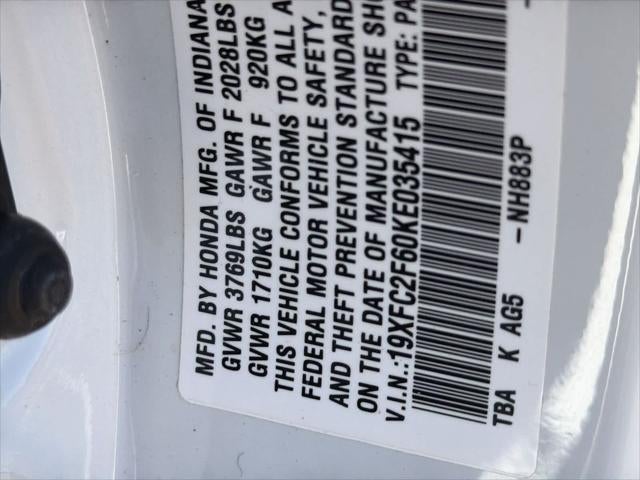 MFD. BY HONDA MFG. OF INDIANA
GVWR 3769LBS GAWR F 2028LBS
GVWR 1710KG GAWR F 920KG
THIS VEHICLE CONFORMS TO ALL A
FEDERAL MOTOR VEHICLE SAFETY,
AND THEFT PREVENTION STANDARD
ON THE DATE OF MANUFACTURE SH
V.I.N.:19XFC2F60KE035415 TYPE: PA
TBA K AG5 -NH883P